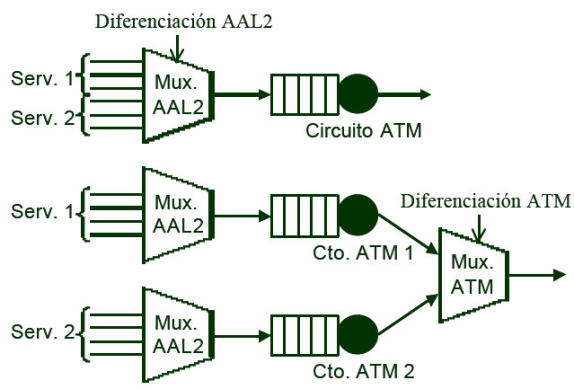 Diferenciación AAL2
Serv. 1
Serv. 2
Mux.
AAL2
Circuito ATM
Serv. 1
Mux.
AAL2
Cto. ATM 1
Diferenciación ATM
Mux.
ATM
Serv. 2
Mux.
AAL2
Cto. ATM 2